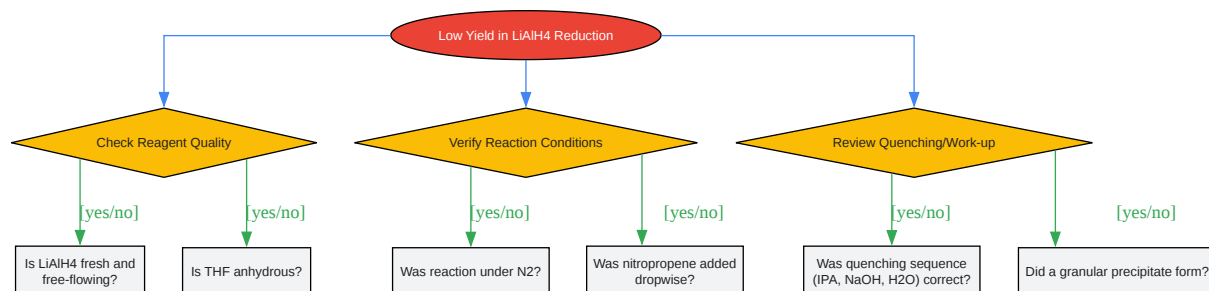 Low Yield in LiAlH4 Reduction
Check Reagent Quality
Verify Reaction Conditions
Review Quenching/Work-up
[yes/no]
[yes/no]
[yes/no]
[yes/no]
[yes/no]
[yes/no]
Is LiAlH4 fresh and
free-flowing?
Is THF anhydrous?
Was reaction under N2?
Was nitropropene added
dropwise?
Was quenching sequence
(IPA, NaOH, H2O) correct?
Did a granular precipitate form?